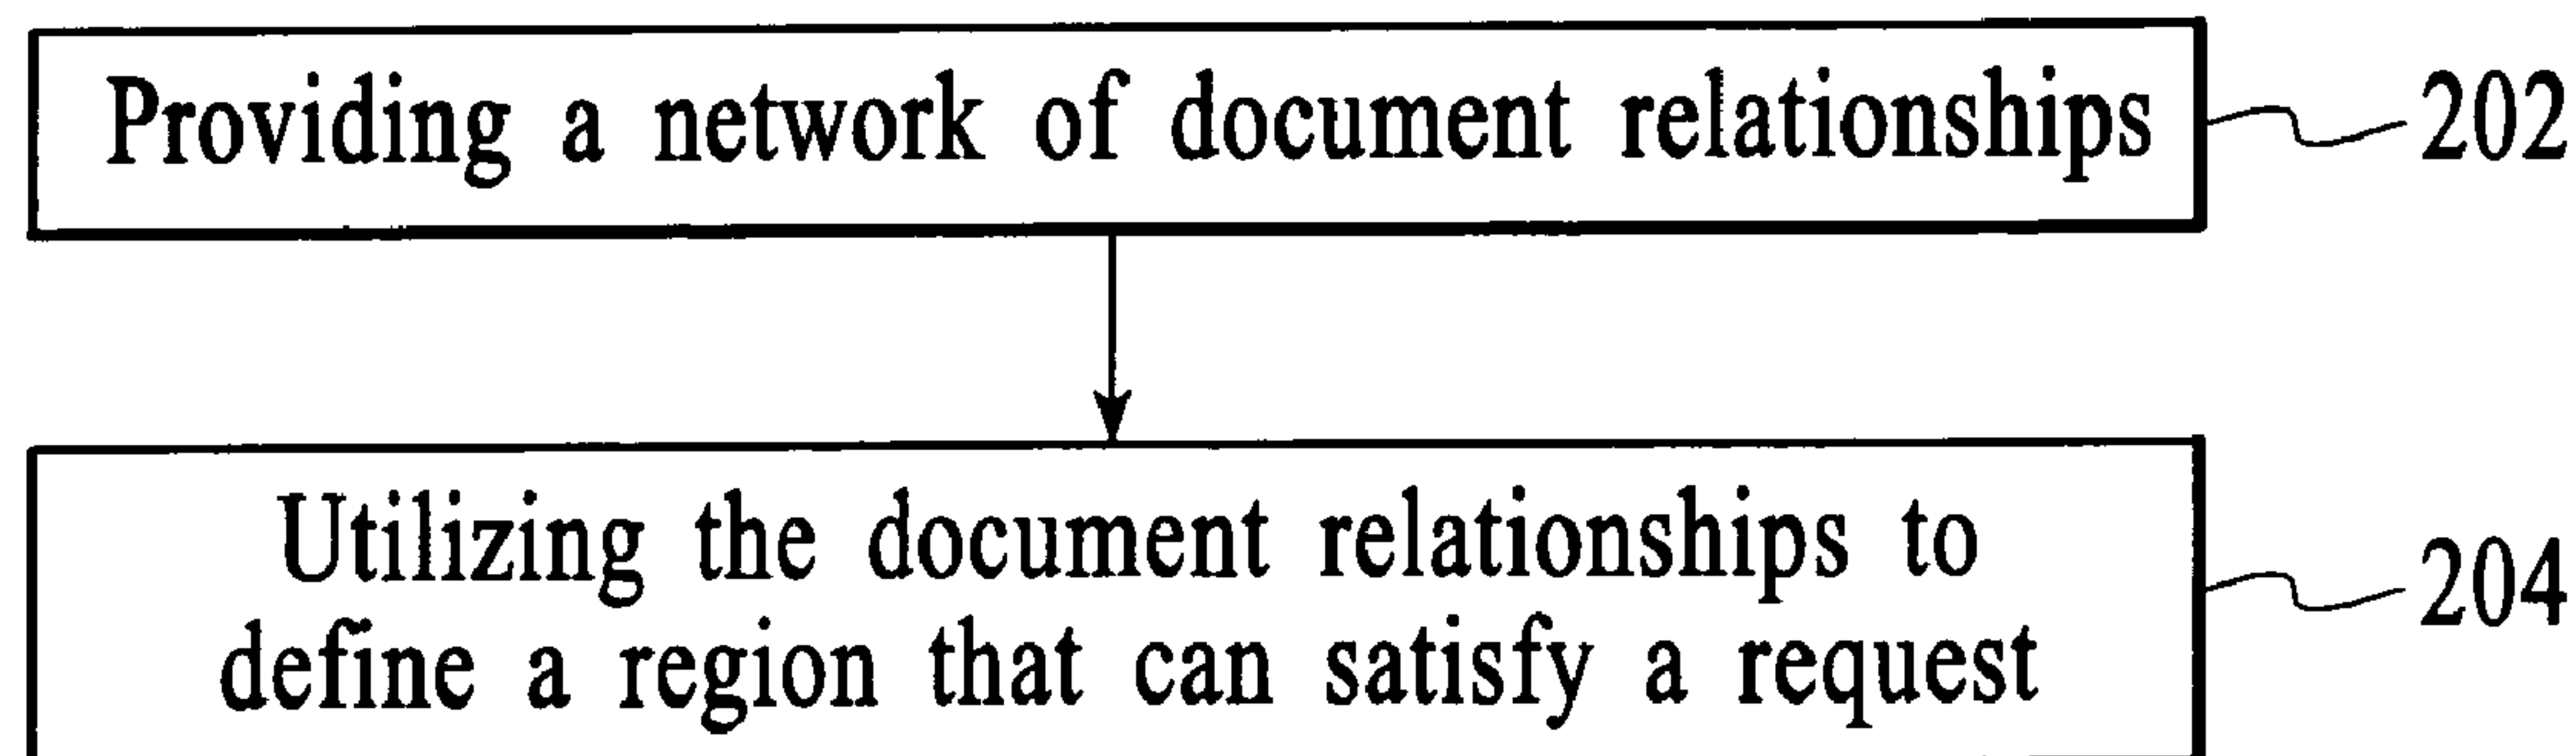 Providing a network of document relationships
202
Utilizing the document relationships to
define a region that can satisfy a request
204